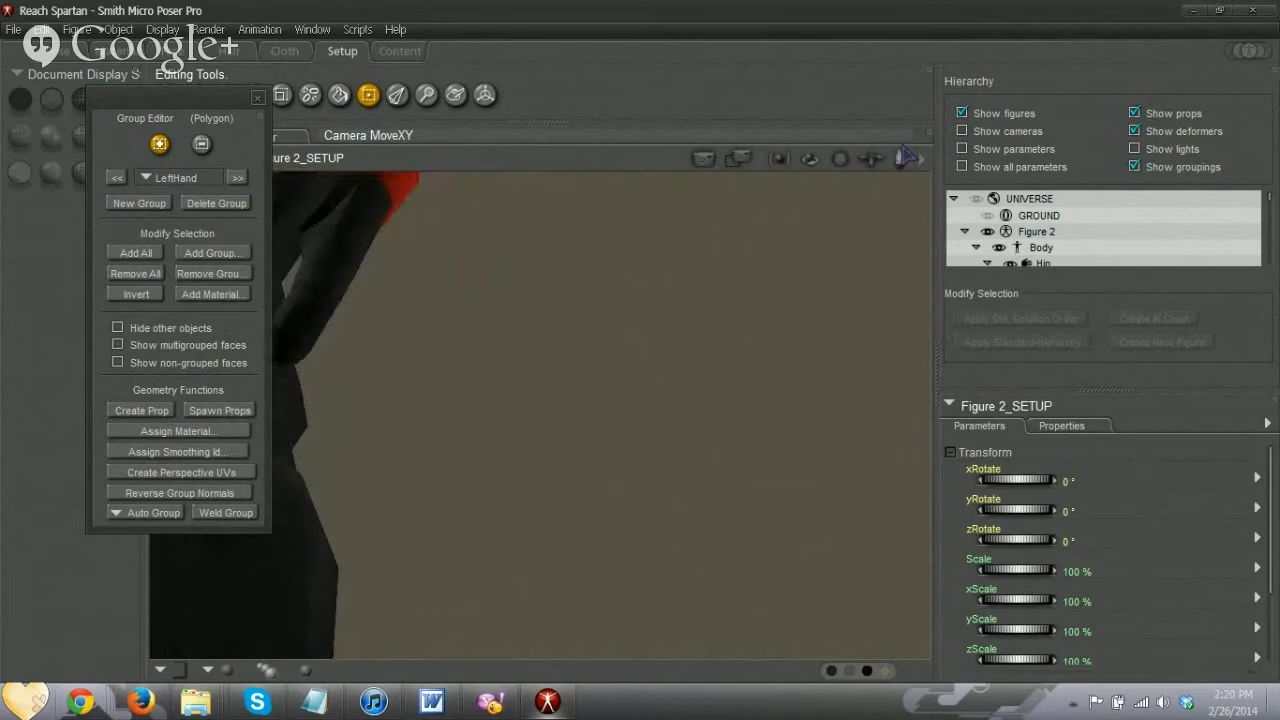 Reach Spartan - Smith Micro Poser Pro
File Edit Figure Object Display Render Animation Window Scripts Help
Google+
Cloth Setup Content
Document Display S Editing Tools.
Group Editor (Polygon)
Camera MoveXY
ure 2_SETUP
<< LeftHand >>
New Group Delete Group
Modify Selection
Add All Add Group...
Remove All Remove Grou...
Invert Add Material...
Hide other objects
Show multigrouped faces
Show non-grouped faces
Geometry Functions
Create Prop Spawn Props
Assign Material...
Assign Smoothing Id...
Create Perspective UVs
Reverse Group Normals
Auto Group Weld Group
Hierarchy
Show figures Show props
Show cameras Show deformers
Show parameters Show lights
Show all parameters Show groupings
UNIVERSE
GROUND
Figure 2
Body
Hip
Modify Selection
Apply Std. Rotation Order Create IK Chain
Apply Standard Hierarchy Create New Figure
Figure 2_SETUP
Parameters Properties
Transform
xRotate
0 °
yRotate
0 °
zRotate
0 °
Scale
100 %
xScale
100 %
yScale
100 %
zScale
100 %
2:20 PM
2/26/2014